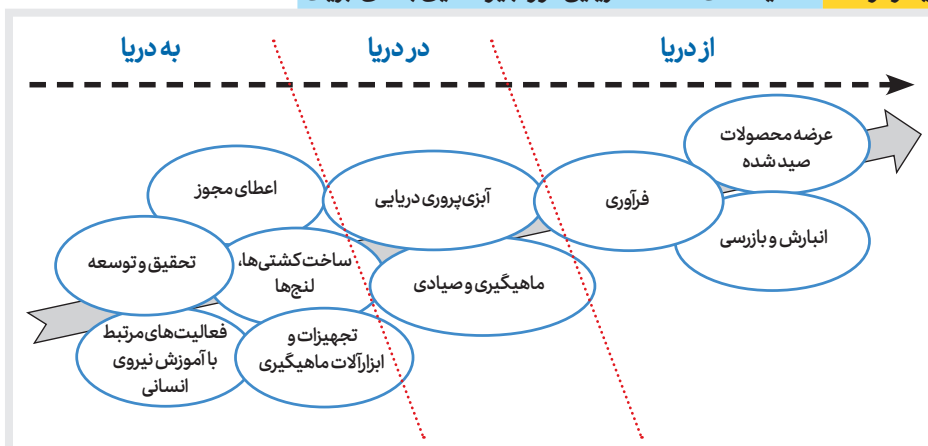 به دریا
در دریا
از دریا
عرضه محصولات
صید شده
اعطای مجوز
آبزی‌پروری دریایی
فرآوری
انبارش و بازرسی
تحقیق و توسعه
ساخت کشتی‌ها،
لنج‌ها
ماهیگیری و صیادی
فعالیت‌های مرتبط
با آموزش نیروی
انسانی
تجهیزات و
ابزارآلات ماهیگیری